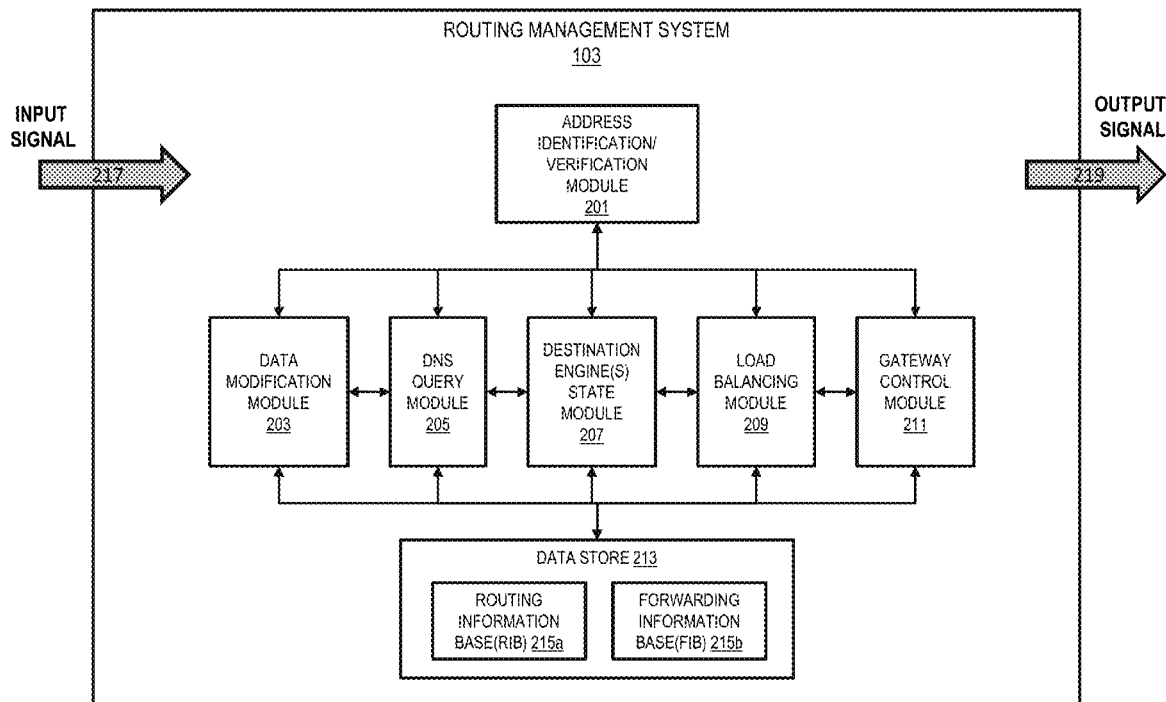 ROUTING MANAGEMENT SYSTEM
103
INPUT
SIGNAL
217
OUTPUT
SIGNAL
219
ADDRESS
IDENTIFICATION/
VERIFICATION
MODULE
201
DATA
MODIFICATION
MODULE
203
DNS
QUERY
MODULE
205
DESTINATION
ENGINE(S)
STATE
MODULE
207
LOAD
BALANCING
MODULE
209
GATEWAY
CONTROL
MODULE
211
DATA STORE 213
ROUTING
INFORMATION
BASE(RIB) 215a
FORWARDING
INFORMATION
BASE(FIB) 215b